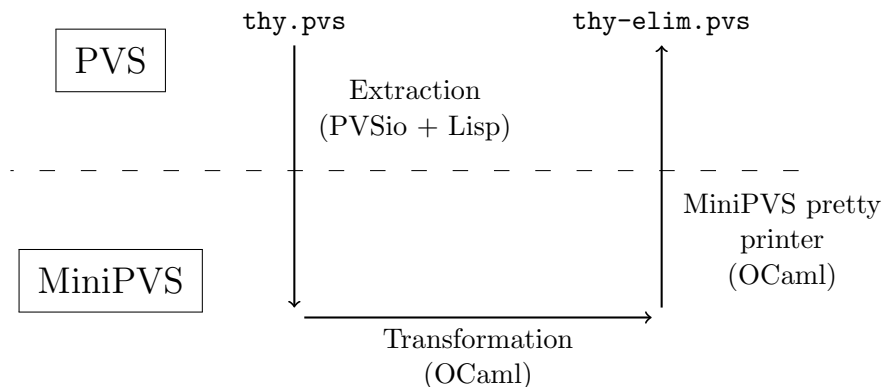 thy.pvs
thy-elim.pvs
PVS
Extraction
(PVSio + Lisp)
MiniPVS pretty
printer
(OCaml)
MiniPVS
Transformation
(OCaml)